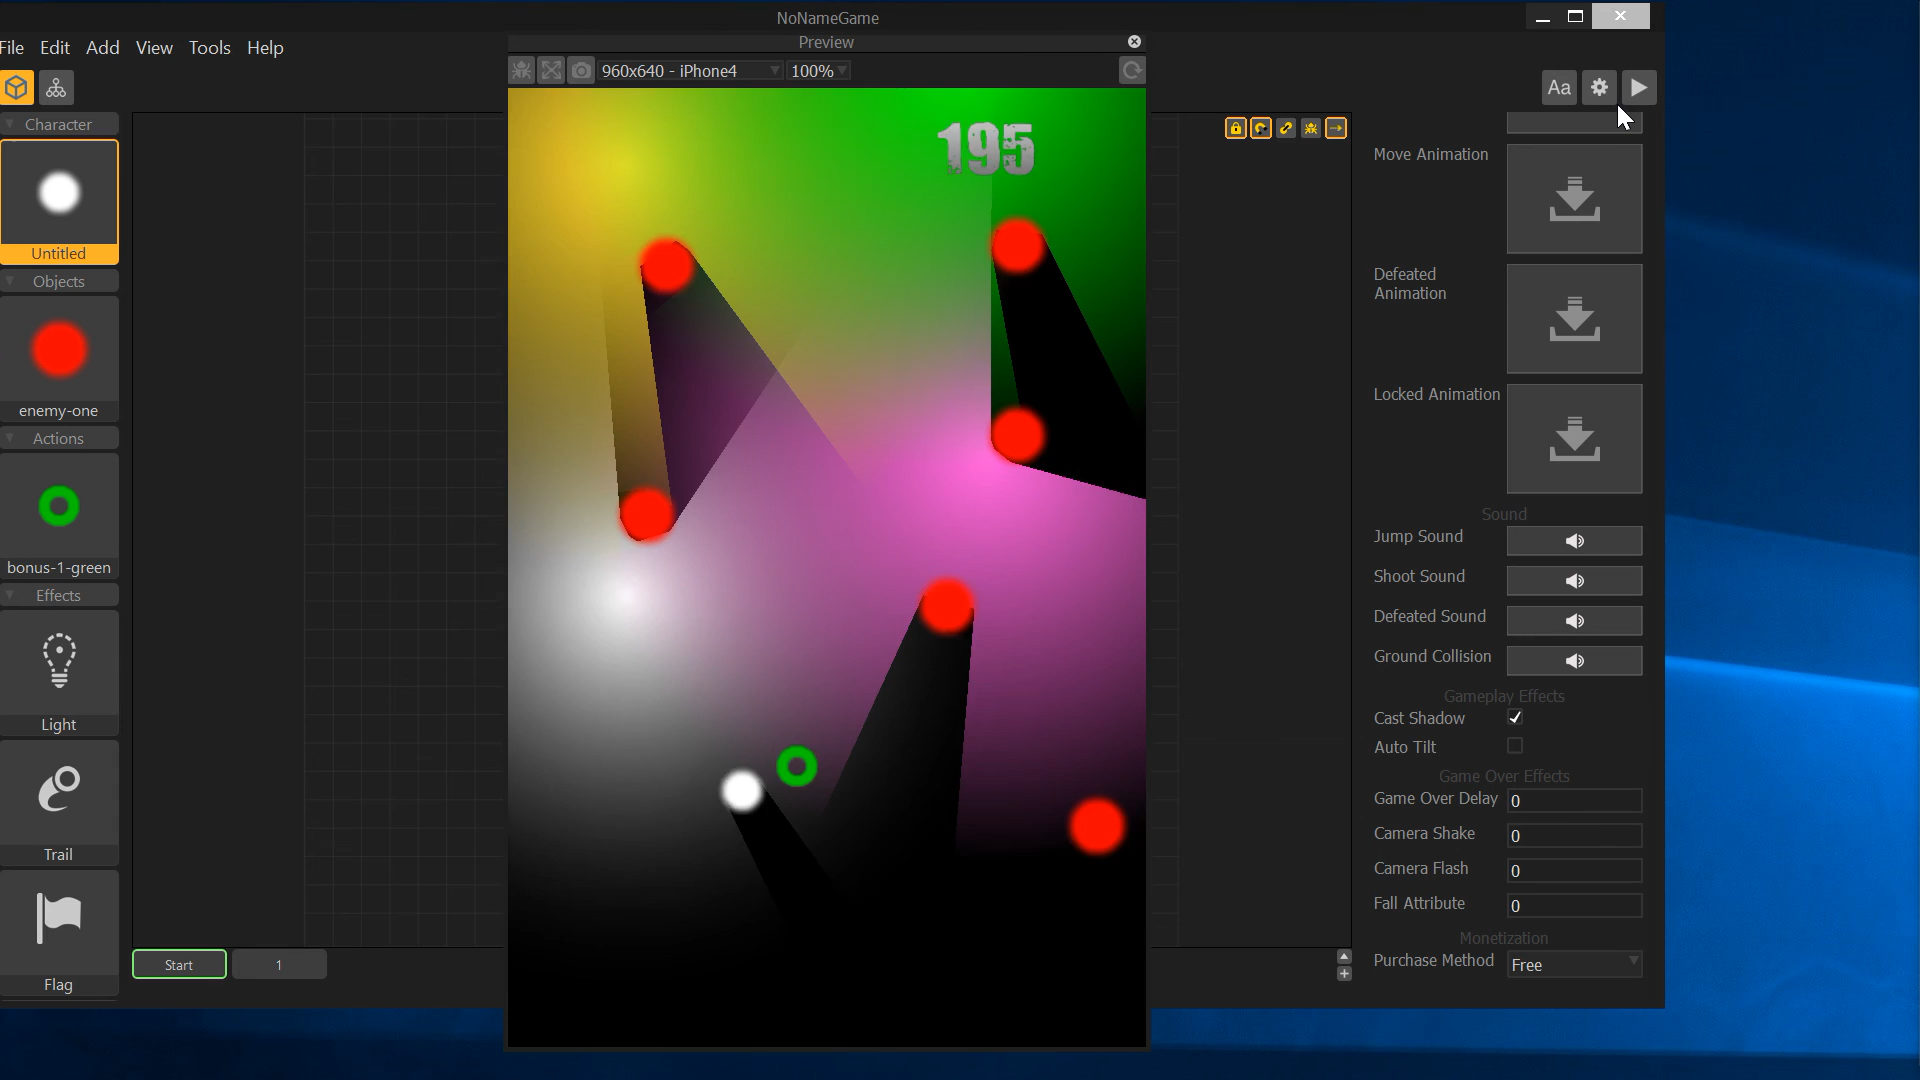 NoNameGame
File Edit Add View Tools Help
Preview
960x640 - iPhone4 100%
Aa
Character
Untitled
Objects
enemy-one
Actions
bonus-1-green
Effects
Light
Trail
Flag
195
Start 1
Move Animation
Defeated
Animation
Locked Animation
Sound
Jump Sound
Shoot Sound
Defeated Sound
Ground Collision
Gameplay Effects
Cast Shadow
Auto Tilt
Game Over Effects
Game Over Delay 0
Camera Shake 0
Camera Flash 0
Fall Attribute 0
Monetization
Purchase Method Free